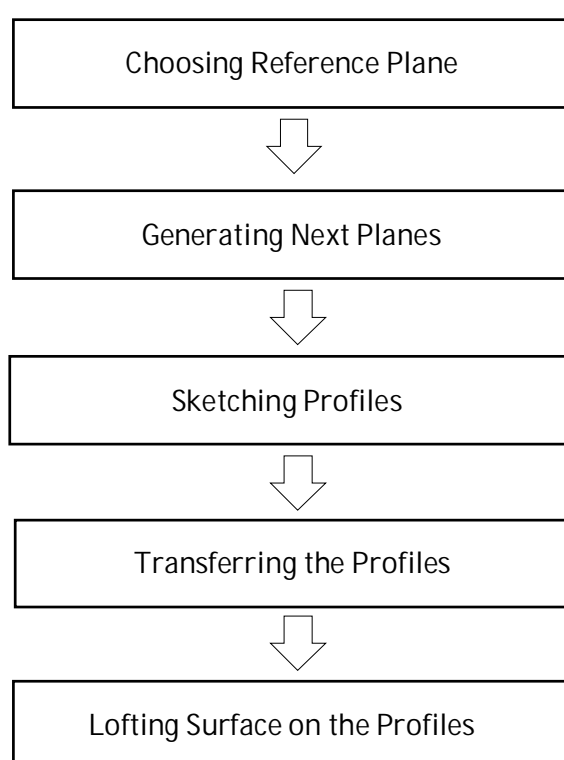 Choosing Reference Plane
Generating Next Planes
Sketching Profiles
Transferring the Profiles
Lofting Surface on the Profiles